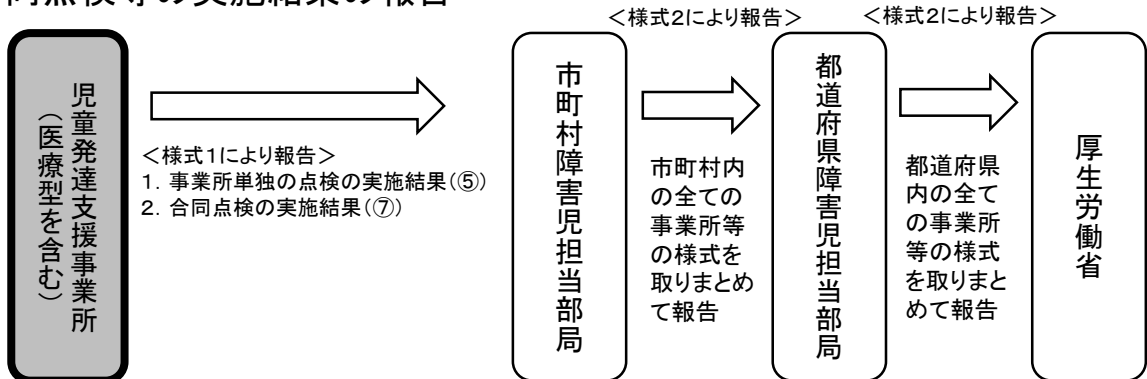 同点検等の実施結果の報告
＜様式2により報告＞
＜様式2により報告＞
児童発達支援事業所
（医療型を含む）
＜様式1により報告＞
1．事業所単独の点検の実施結果(⑤)
2．合同点検の実施結果(⑦)
市町村障害児担当部局
市町村内
の全ての
事業所等
の様式を
取りまとめ
て報告
都道府県障害児担当部局
都道府県
内の全て
の事業所
等の様式
を取りまと
めて報告
厚生労働省